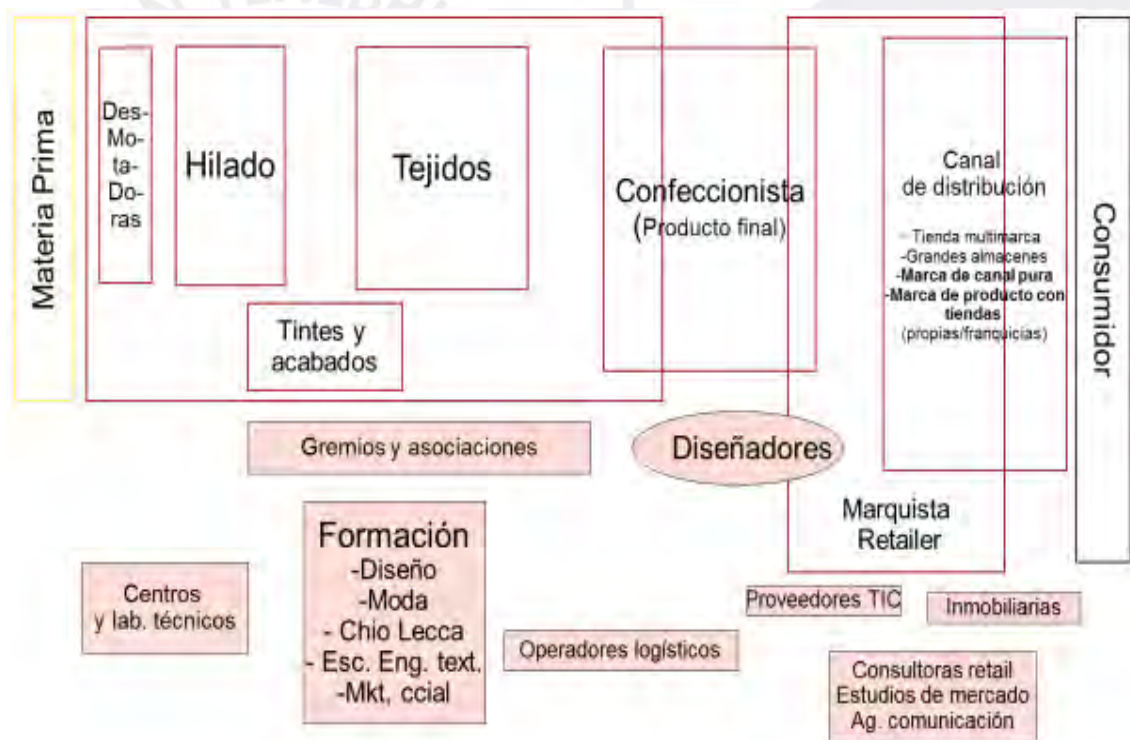 Materia Prima
Des-
Mo-
ta-
Do-
ras
Hilado
Tejidos
Tintes y
acabados
Confeccionista
(Producto final)
Canal
de distribución
- Tienda multimarca
-Grandes almacenes
-Marca de canal pura
-Marca de producto con
tiendas
(propias/franquicias)
Consumidor
Gremios y asociaciones
Diseñadores
Marquista
Retailer
Formación
-Diseño
-Moda
- Chio Lecca
- Esc. Eng. text.
-Mkt, ccial
Centros
y lab. técnicos
Operadores logísticos
Proveedores TIC
Inmobiliarias
Consultoras retail
Estudios de mercado
Ag. comunicación